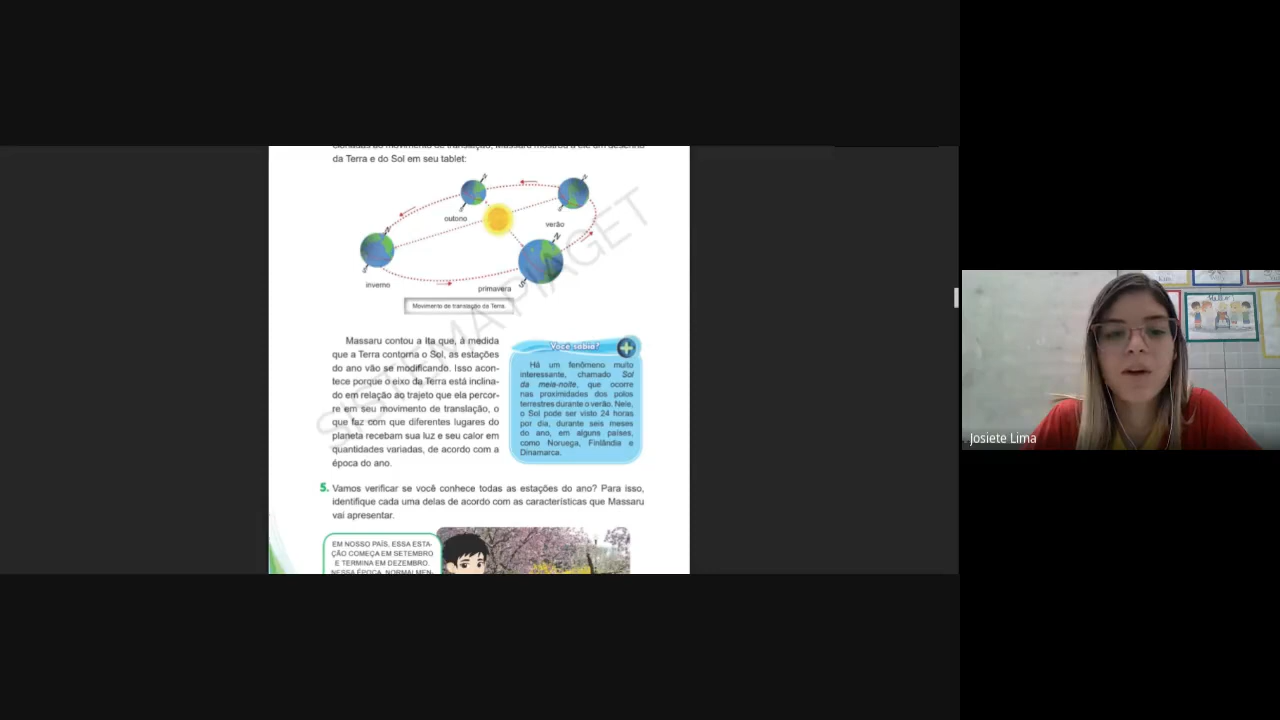 da Terra e do Sol em seu tablet:
outono
verão
inverno
primavera
N
S
Movimento de translação da Terra.
SISTEMA PIAGET
Massaru contou a Ita que, à medida
que a Terra contorna o Sol, as estações
do ano vão se modificando. Isso acon-
tece porque o eixo da Terra está inclina-
do em relação ao trajeto que ela percor-
re em seu movimento de translação, o
que faz com que diferentes lugares do
planeta recebam sua luz e seu calor em
quantidades variadas, de acordo com a
época do ano.
Você sabia?
Há um fenômeno muito
interessante, chamado Sol
da meia-noite, que ocorre
nas proximidades dos polos
terrestres durante o verão. Nele,
o Sol pode ser visto 24 horas
por dia, durante seis meses
do ano, em alguns países,
como Noruega, Finlândia e
Dinamarca.
5. Vamos verificar se você conhece todas as estações do ano? Para isso,
identifique cada uma delas de acordo com as características que Massaru
vai apresentar.
EM NOSSO PAÍS, ESSA ESTA-
ÇÃO COMEÇA EM SETEMBRO
E TERMINA EM DEZEMBRO.
NESSA ÉPOCA, NORMALMEN-
Hello
Josiete Lima